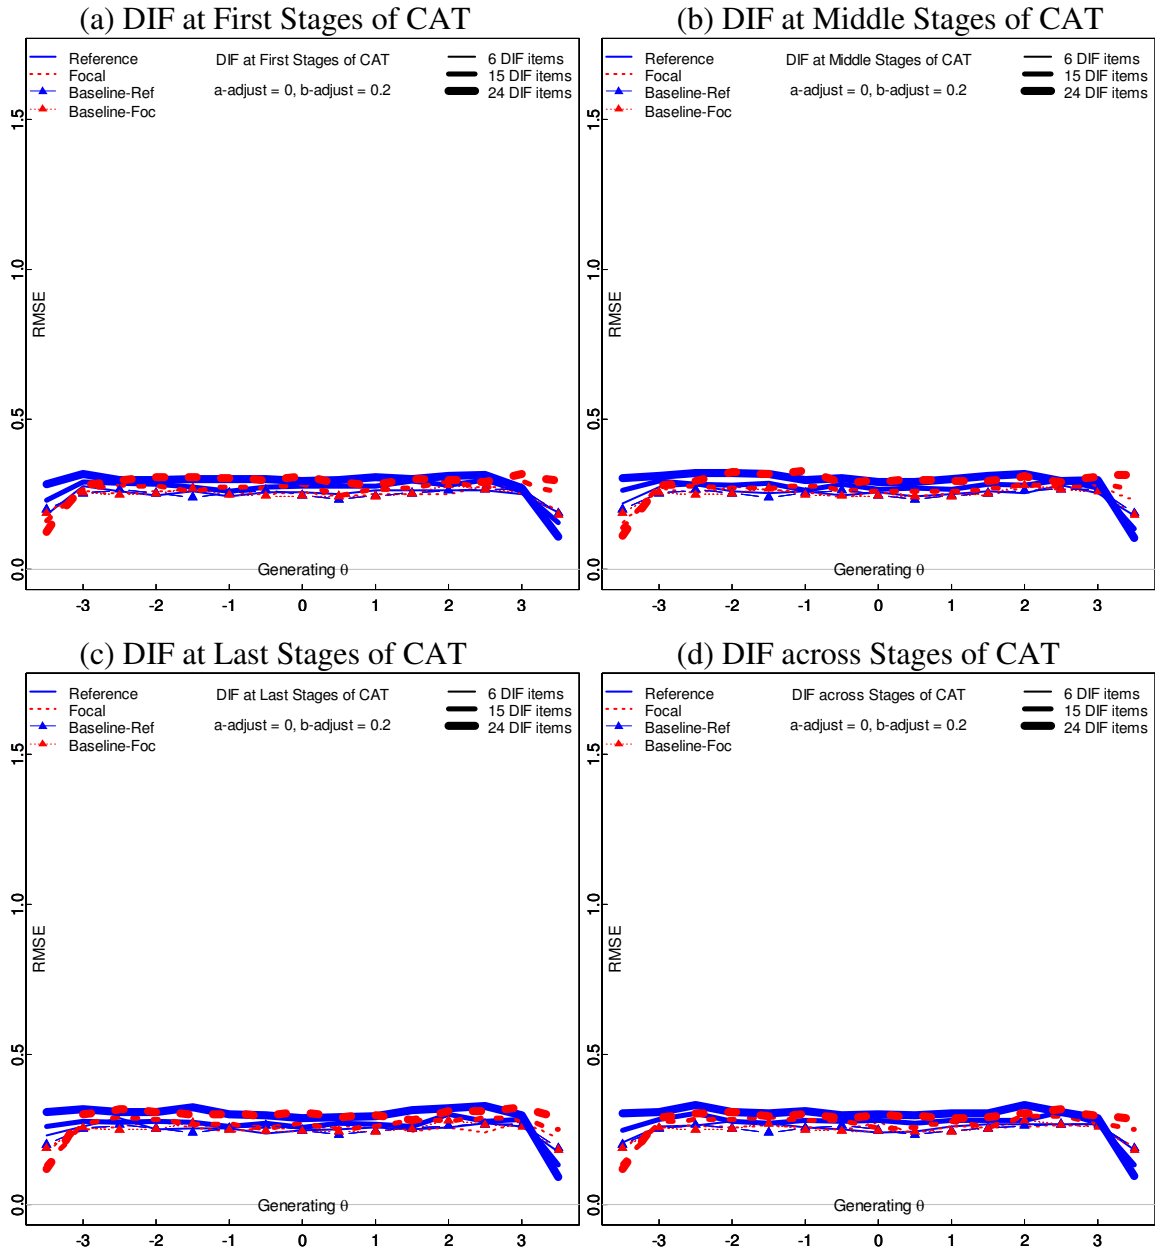 (a) DIF at First Stages of CAT
Reference
Focal
Baseline-Ref
Baseline-Foc
DIF at First Stages of CAT
a-adjust = 0, b-adjust = 0.2
6 DIF items
15 DIF items
24 DIF items
RMSE
0.0
0.5
1.0
1.5
Generating θ
-3 -2 -1 0 1 2 3
(b) DIF at Middle Stages of CAT
Reference
Focal
Baseline-Ref
Baseline-Foc
DIF at Middle Stages of CAT
a-adjust = 0, b-adjust = 0.2
6 DIF items
15 DIF items
24 DIF items
RMSE
0.0
0.5
1.0
1.5
Generating θ
-3 -2 -1 0 1 2 3
(c) DIF at Last Stages of CAT
Reference
Focal
Baseline-Ref
Baseline-Foc
DIF at Last Stages of CAT
a-adjust = 0, b-adjust = 0.2
6 DIF items
15 DIF items
24 DIF items
RMSE
0.0
0.5
1.0
1.5
Generating θ
-3 -2 -1 0 1 2 3
(d) DIF across Stages of CAT
Reference
Focal
Baseline-Ref
Baseline-Foc
DIF across Stages of CAT
a-adjust = 0, b-adjust = 0.2
6 DIF items
15 DIF items
24 DIF items
RMSE
0.0
0.5
1.0
1.5
Generating θ
-3 -2 -1 0 1 2 3